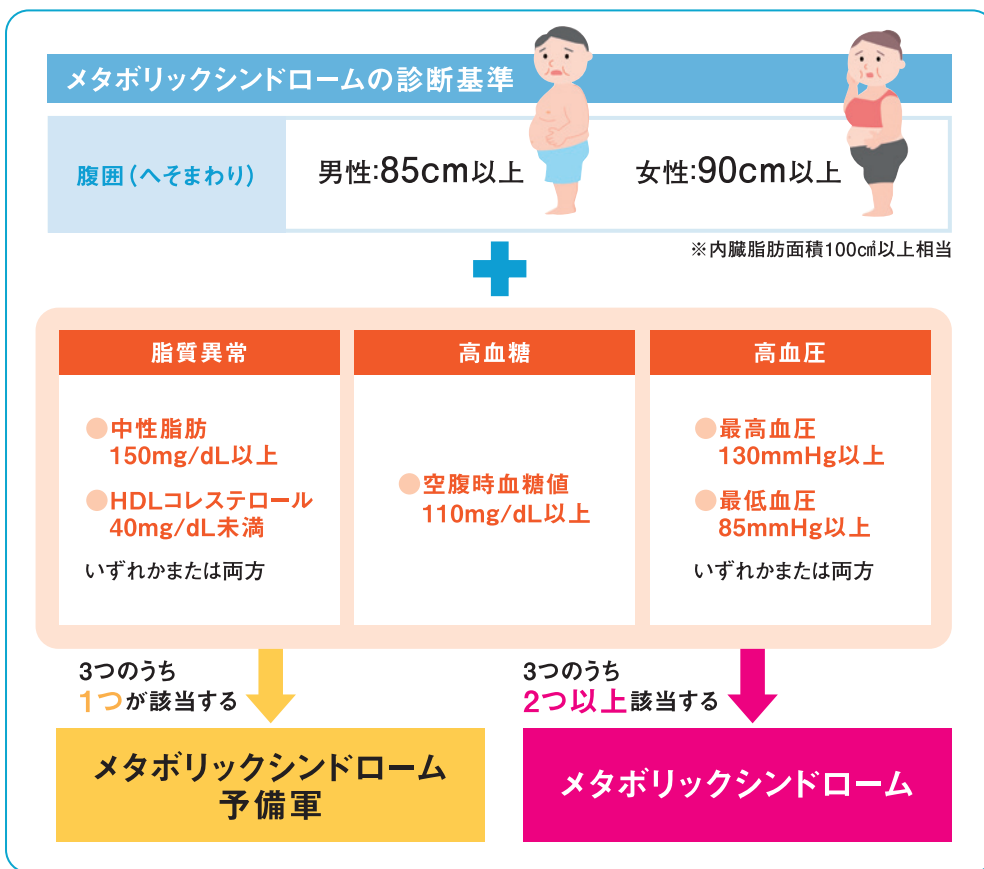 メタボリックシンドロームの診断基準
腹囲（へそまわり）
男性:85cm以上
女性:90cm以上
※内臓脂肪面積100c㎡以上相当
脂質異常
●中性脂肪
150mg/dL以上
●HDLコレステロール
40mg/dL未満
いずれかまたは両方
高血糖
●空腹時血糖値
110mg/dL以上
高血圧
●最高血圧
130mmHg以上
●最低血圧
85mmHg以上
いずれかまたは両方
3つのうち
1つが該当する
メタボリックシンドローム
予備軍
3つのうち
2つ以上該当する
メタボリックシンドローム